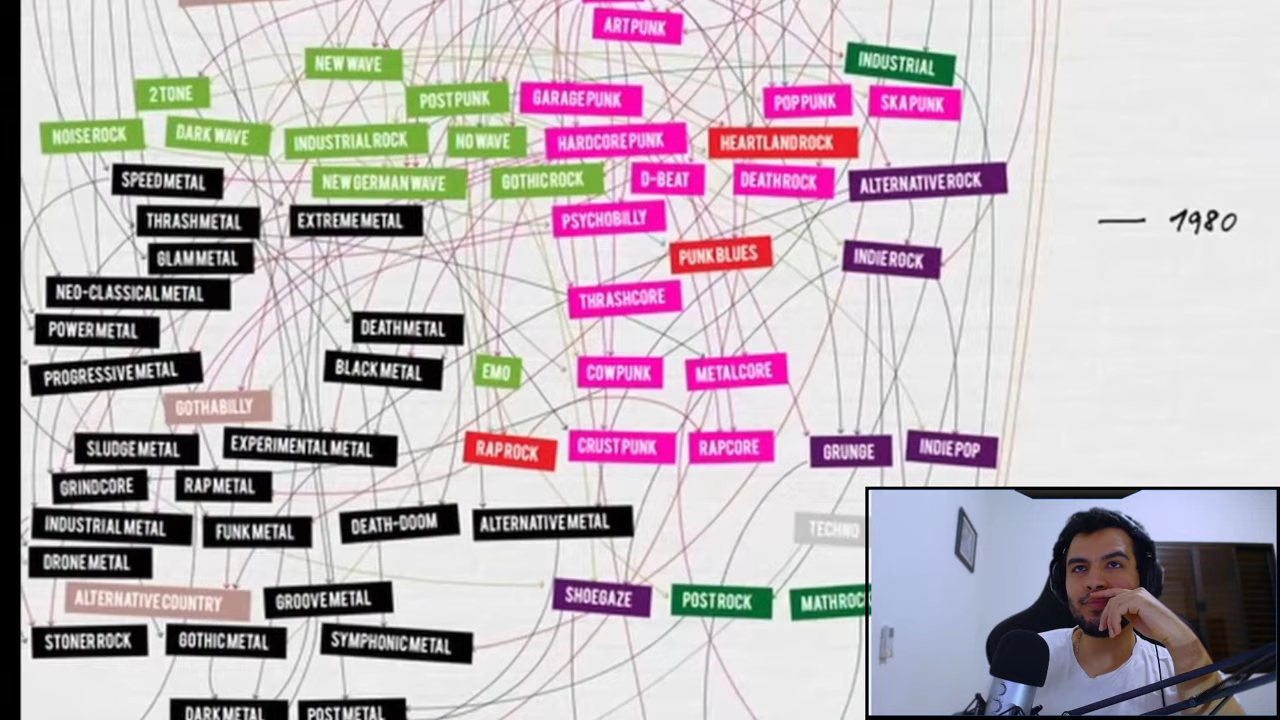 ART PUNK
NEW WAVE
INDUSTRIAL
2 TONE
POST PUNK
GARAGE PUNK
POP PUNK
SKA PUNK
NOISE ROCK
DARK WAVE
INDUSTRIAL ROCK
NO WAVE
HARDCORE PUNK
HEARTLAND ROCK
SPEED METAL
NEW GERMAN WAVE
GOTHIC ROCK
D-BEAT
DEATH ROCK
ALTERNATIVE ROCK
THRASH METAL
EXTREME METAL
PSYCHOBILLY
1980
GLAM METAL
PUNK BLUES
INDIE ROCK
NEO-CLASSICAL METAL
THRASHCORE
POWER METAL
DEATH METAL
PROGRESSIVE METAL
BLACK METAL
EMO
COWPUNK
METALCORE
GOTHABILLY
SLUDGE METAL
EXPERIMENTAL METAL
RAP ROCK
CRUST PUNK
RAPCORE
GRUNGE
INDIE POP
GRINDCORE
RAP METAL
INDUSTRIAL METAL
FUNK METAL
DEATH-DOOM
ALTERNATIVE METAL
TECHNO
DRONE METAL
ALTERNATIVE COUNTRY
GROOVE METAL
SHOEGAZE
POST ROCK
MATH ROC
STONER ROCK
GOTHIC METAL
SYMPHONIC METAL
DARK METAL
POST METAL